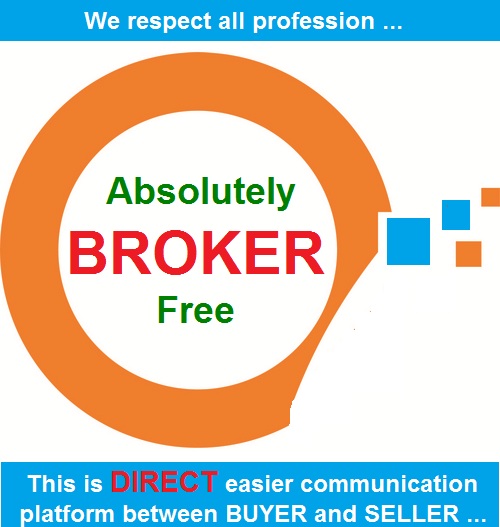 We respect all profession ...
Absolutely
BROKER
Free
This is DIRECT easier communication
platform between BUYER and SELLER ...